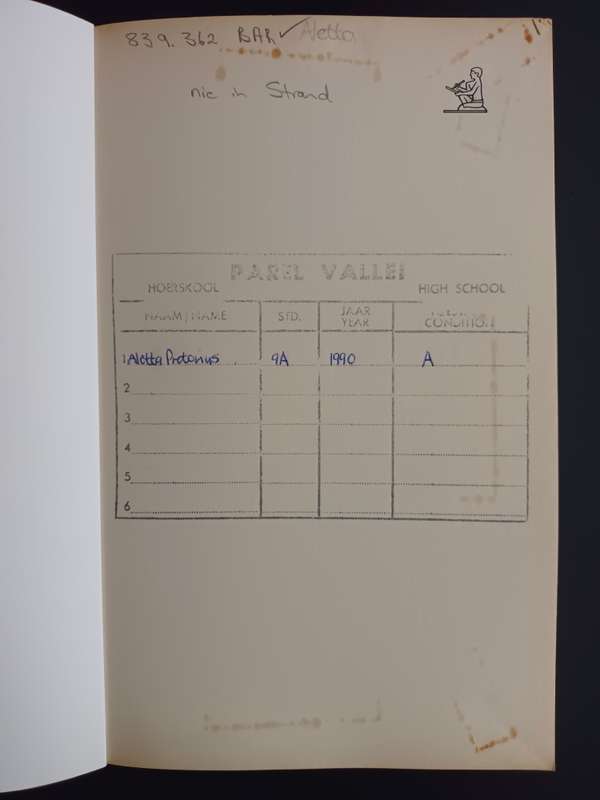 839.362 BAR ✓ Aletta
nie in Strand
PAREL VALLEI
HOËRSKOOL HIGH SCHOOL
NAAM/NAME STD. JAAR YEAR CONDITION
1 Aletta Pretorius 9A 1990 A
2
3
4
5
6